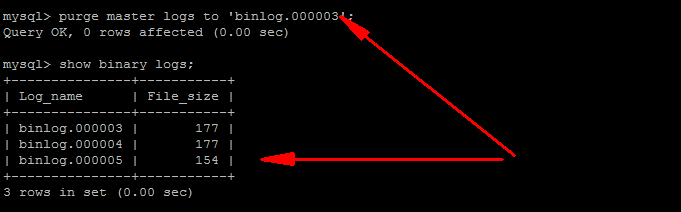 mysql> purge master logs to 'binlog.000003';
Query OK, 0 rows affected (0.00 sec)
mysql> show binary logs;
+---------------+-----------+
| Log_name      | File_size |
+---------------+-----------+
| binlog.000003 |       177 |
| binlog.000004 |       177 |
| binlog.000005 |       154 |
+---------------+-----------+
3 rows in set (0.00 sec)